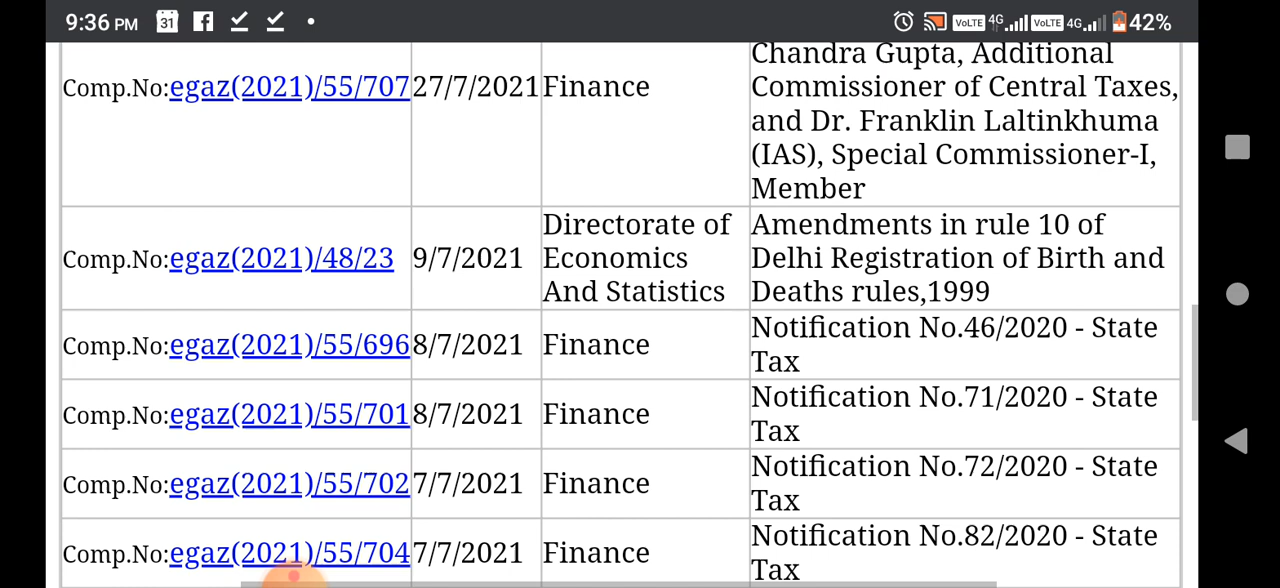 9:36 PM 31 VoLTE 4G VoLTE 4G 42%
Chandra Gupta, Additional
Comp.No:egaz(2021)/55/707 27/7/2021 Finance Commissioner of Central Taxes,
and Dr. Franklin Laltinkhuma
(IAS), Special Commissioner-I,
Member
Directorate of Amendments in rule 10 of
Comp.No:egaz(2021)/48/23 9/7/2021 Economics Delhi Registration of Birth and
And Statistics Deaths rules,1999
Comp.No:egaz(2021)/55/696 8/7/2021 Finance Notification No.46/2020 - State
Tax
Comp.No:egaz(2021)/55/701 8/7/2021 Finance Notification No.71/2020 - State
Tax
Comp.No:egaz(2021)/55/702 7/7/2021 Finance Notification No.72/2020 - State
Tax
Comp.No:egaz(2021)/55/704 7/7/2021 Finance Notification No.82/2020 - State
Tax